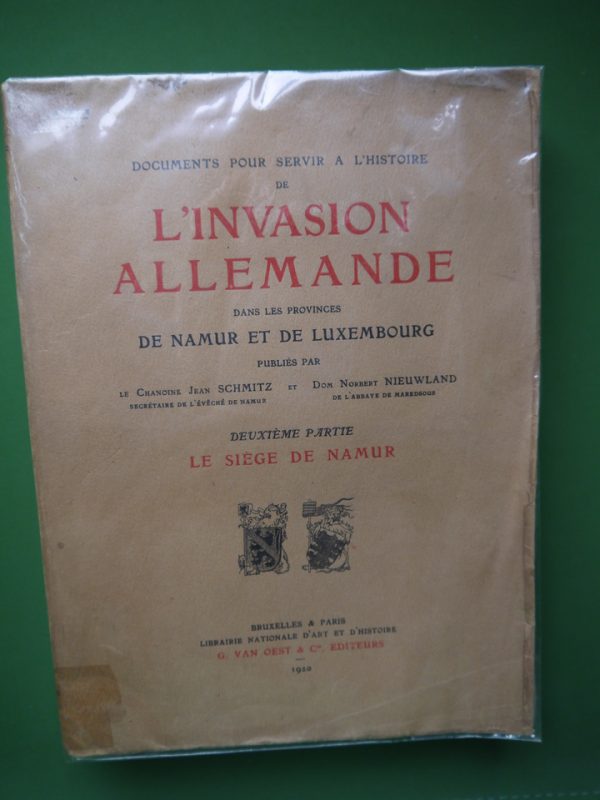 DOCUMENTS POUR SERVIR A L'HISTOIRE
DE
L'INVASION
ALLEMANDE
DANS LES PROVINCES
DE NAMUR ET DE LUXEMBOURG
PUBLIÉS PAR
LE CHANOINE JEAN SCHMITZ ET DOM NORBERT NIEUWLAND
SECRÉTAIRE DE L'ÉVÊCHÉ DE NAMUR DE L'ABBAYE DE MAREDSOUS
DEUXIÈME PARTIE
LE SIÈGE DE NAMUR
BRUXELLES & PARIS
LIBRAIRIE NATIONALE D'ART ET D'HISTOIRE
G. VAN OEST & Cie, EDITEURS
1920